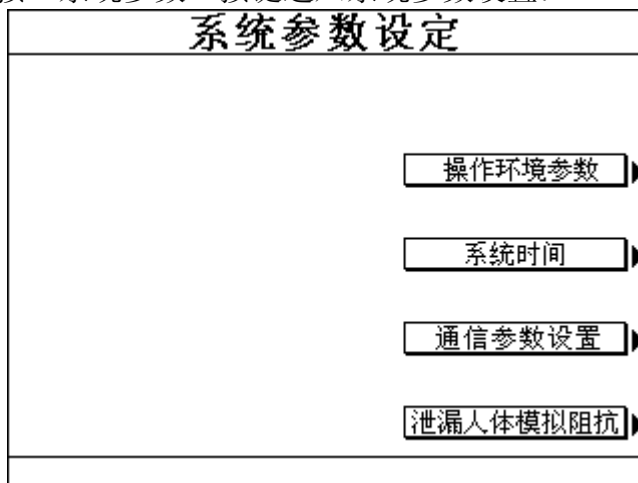 系统参数设定
操作环境参数
系统时间
通信参数设置
泄漏人体模拟阻抗